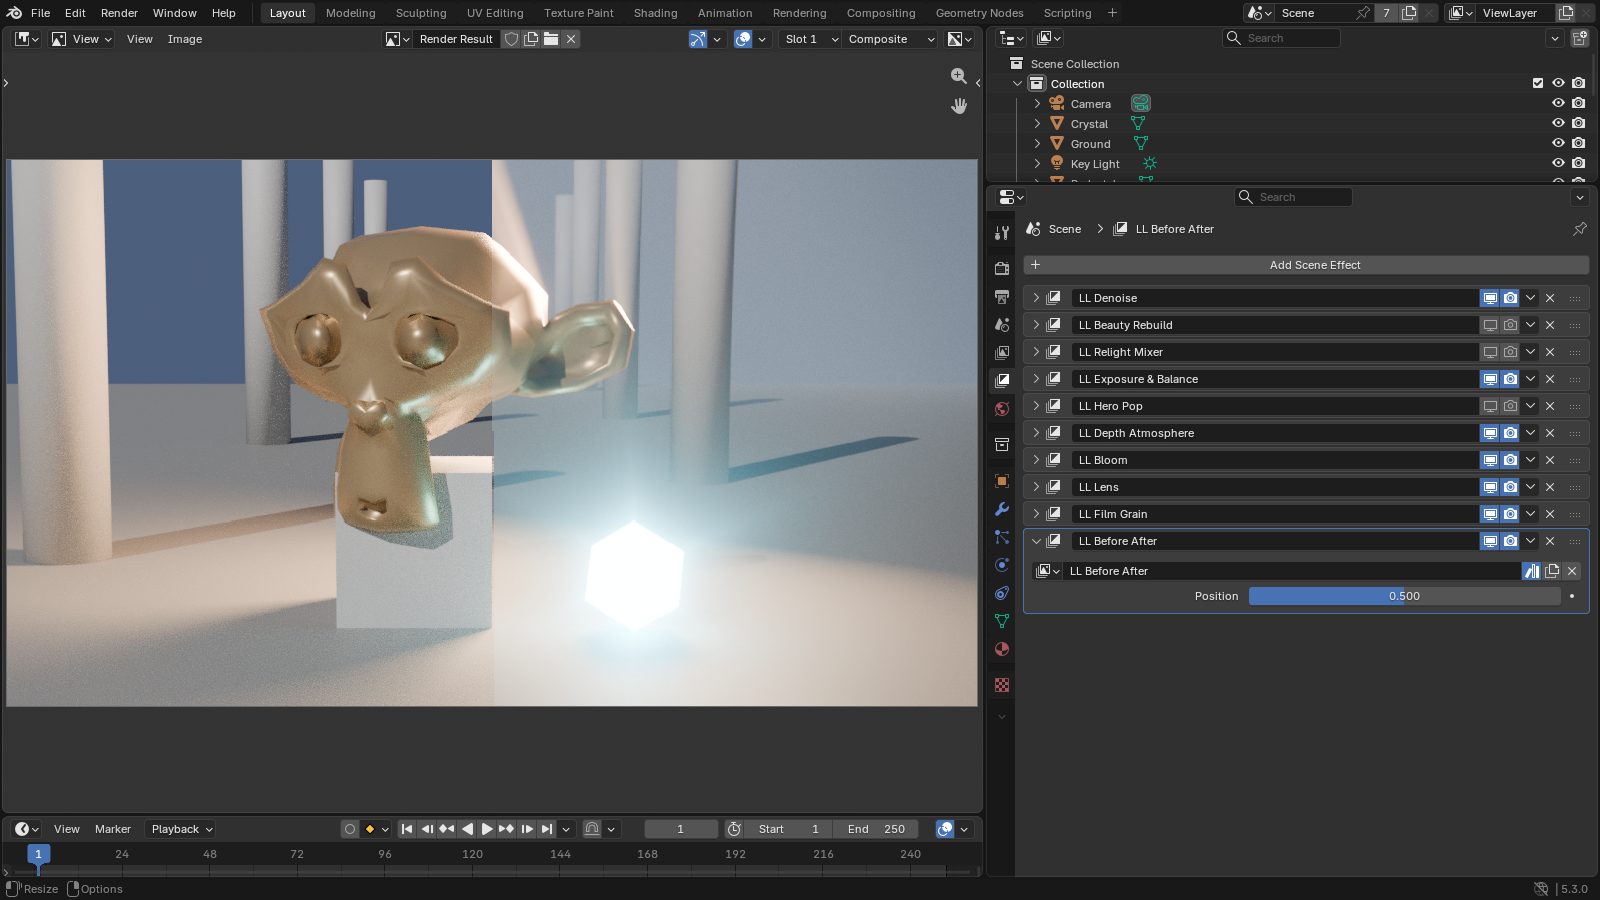 File Edit Render Window Help Layout Modeling Sculpting UV Editing Texture Paint Shading Animation Rendering Compositing Geometry Nodes Scripting Scene 7 ViewLayer
View View Image Render Result Slot 1 Composite
Search
Scene Collection
Collection
Camera
Crystal
Ground
Key Light
Search
Scene LL Before After
Add Scene Effect
LL Denoise
LL Beauty Rebuild
LL Relight Mixer
LL Exposure & Balance
LL Hero Pop
LL Depth Atmosphere
LL Bloom
LL Lens
LL Film Grain
LL Before After
LL Before After
Position 0.500
View Marker Playback 1 Start 1 End 250
1 24 48 72 96 120 144 168 192 216 240
Resize Options 5.3.0